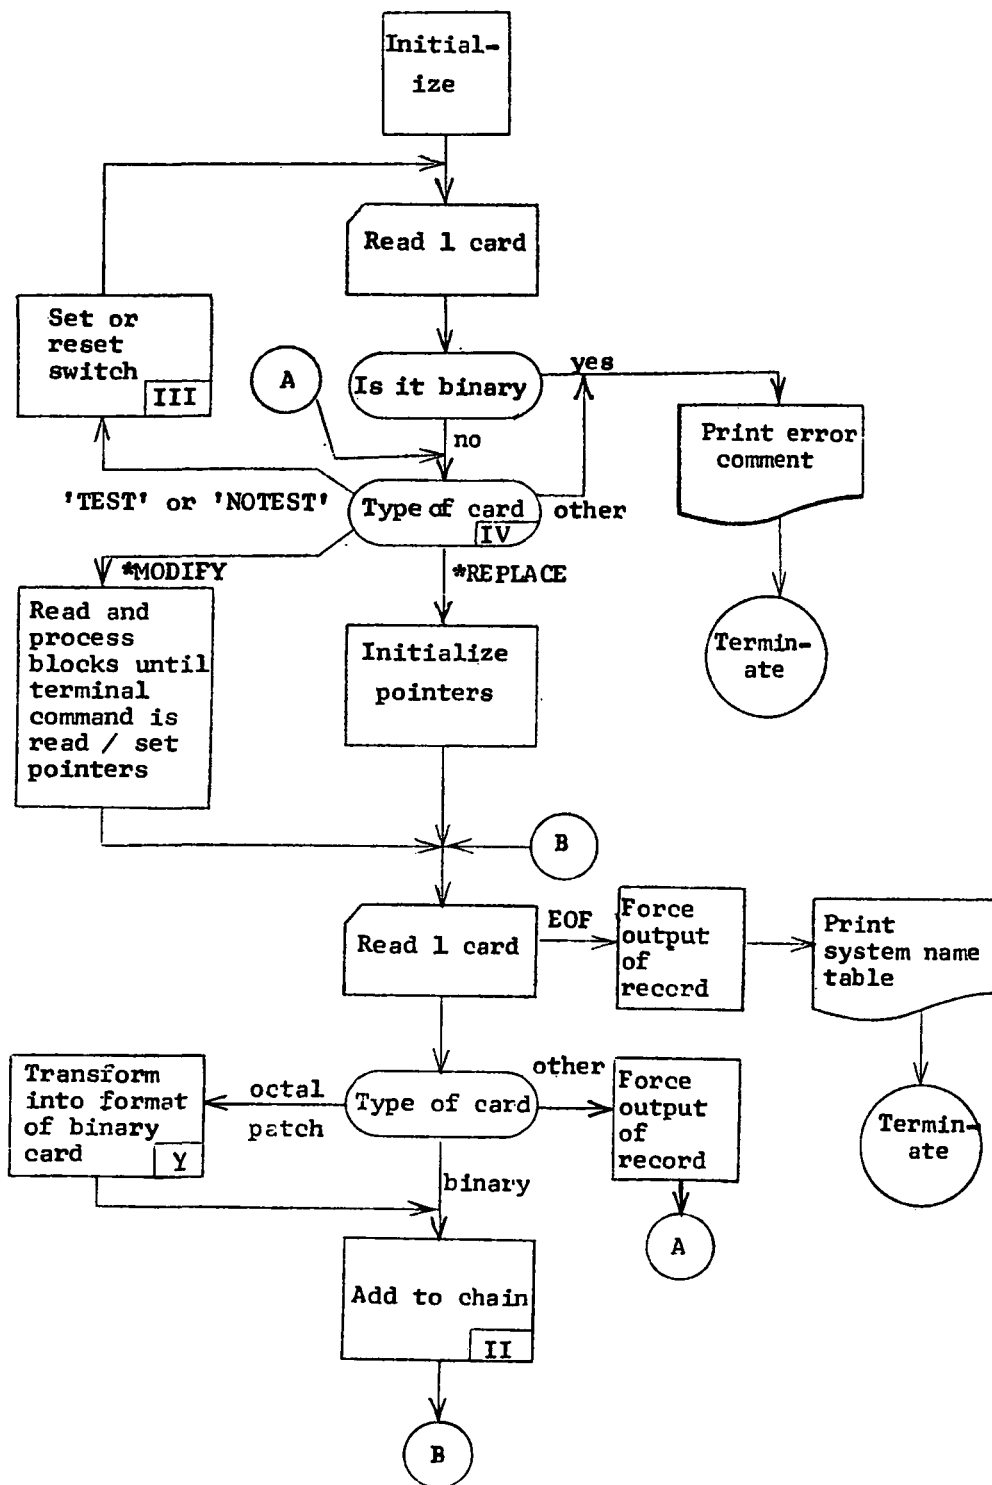 Initial-
ize
Read 1 card
Set or
reset
switch
III
A
Is it binary
yes
Print error
comment
no
'TEST' or 'NOTEST'
Type of card
IV
other
*MODIFY
*REPLACE
Read and
process
blocks until
terminal
command is
read / set
pointers
Initialize
pointers
Termin-
ate
B
Read 1 card
EOF
Force
output
of
record
Print
system name
table
Transform
into format
of binary
card
V
octal
patch
Type of card
other
Force
output
of
record
Termin-
ate
binary
A
Add to chain
II
B